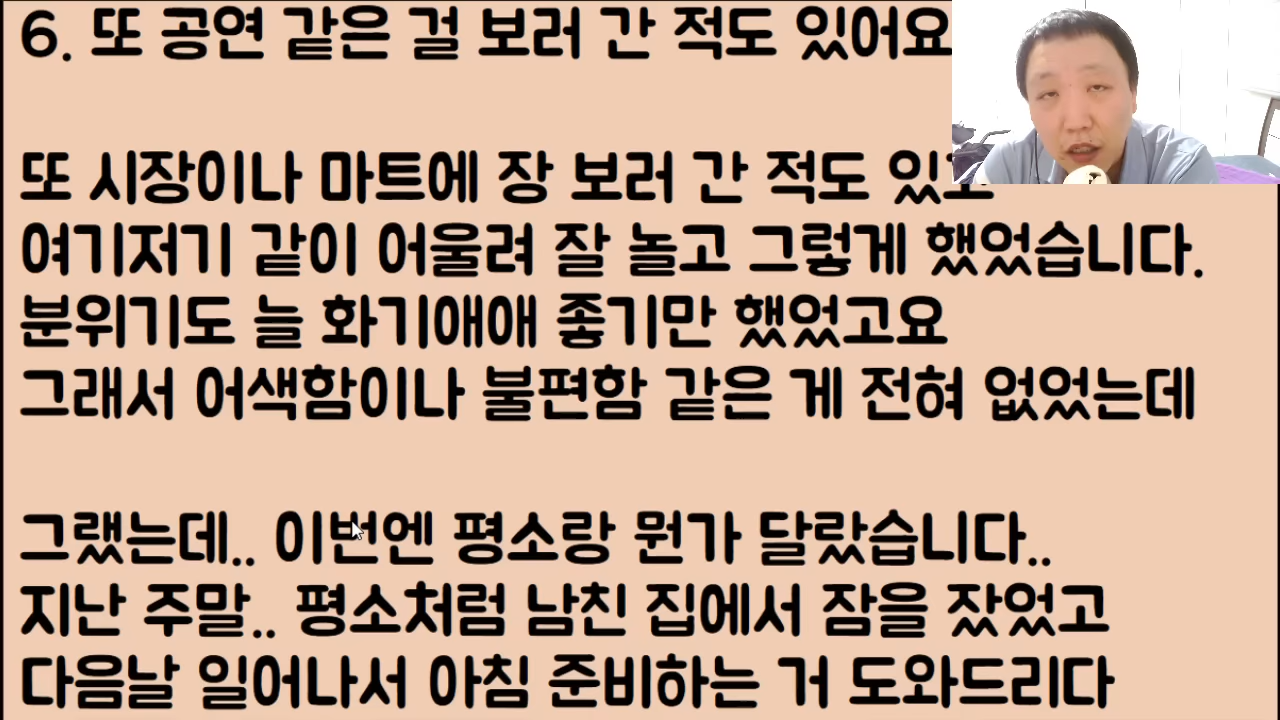 6. 또 공연 같은 걸 보러 간 적도 있어요
또 시장이나 마트에 장 보러 간 적도 있고
여기저기 같이 어울려 잘 놀고 그렇게 했었습니다.
분위기도 늘 화기애애 좋기만 했었고요
그래서 어색함이나 불편함 같은 게 전혀 없었는데
그랬는데.. 이번엔 평소랑 뭔가 달랐습니다..
지난 주말.. 평소처럼 남친 집에서 잠을 잤었고
다음날 일어나서 아침 준비하는 거 도와드리다